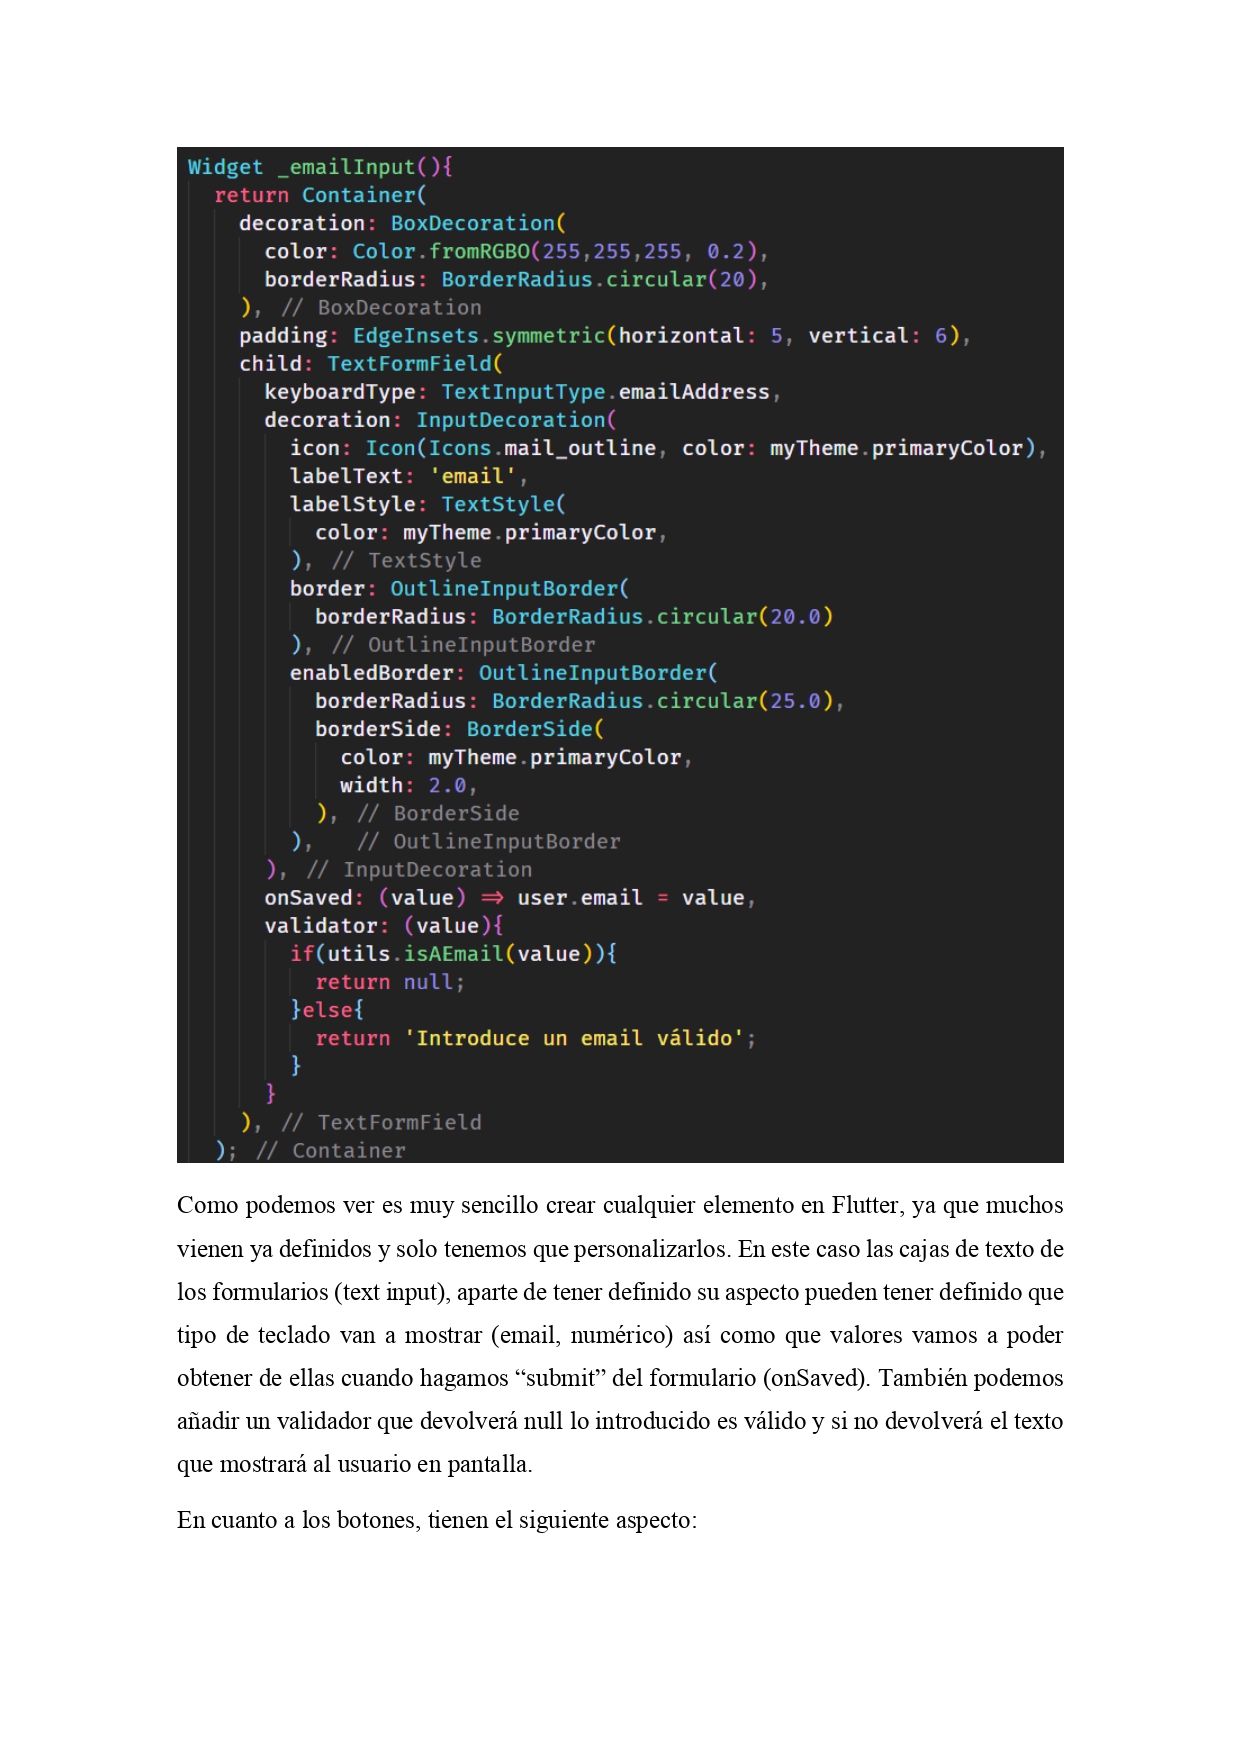 Widget _emailInput(){
return Container(
decoration: BoxDecoration(
color: Color.fromRGBO(255,255,255, 0.2),
borderRadius: BorderRadius.circular(20),
), // BoxDecoration
padding: EdgeInsets.symmetric(horizontal: 5, vertical: 6),
child: TextFormField(
keyboardType: TextInputType.emailAddress,
decoration: InputDecoration(
icon: Icon(Icons.mail_outline, color: myTheme.primaryColor),
labelText: 'email',
labelStyle: TextStyle(
color: myTheme.primaryColor,
), // TextStyle
border: OutlineInputBorder(
borderRadius: BorderRadius.circular(20.0)
), // OutlineInputBorder
enabledBorder: OutlineInputBorder(
borderRadius: BorderRadius.circular(25.0),
borderSide: BorderSide(
color: myTheme.primaryColor,
width: 2.0,
), // BorderSide
), // OutlineInputBorder
), // InputDecoration
onSaved: (value) => user.email = value,
validator: (value){
if(utils.isAEmail(value)){
return null;
}else{
return 'Introduce un email válido';
}
}
), // TextFormField
); // Container
Como podemos ver es muy sencillo crear cualquier elemento en Flutter, ya que muchos
vienen ya definidos y solo tenemos que personalizarlos. En este caso las cajas de texto de
los formularios (text input), aparte de tener definido su aspecto pueden tener definido que
tipo de teclado van a mostrar (email, numérico) así como que valores vamos a poder
obtener de ellas cuando hagamos “submit” del formulario (onSaved). También podemos
añadir un validador que devolverá null lo introducido es válido y si no devolverá el texto
que mostrará al usuario en pantalla.
En cuanto a los botones, tienen el siguiente aspecto: